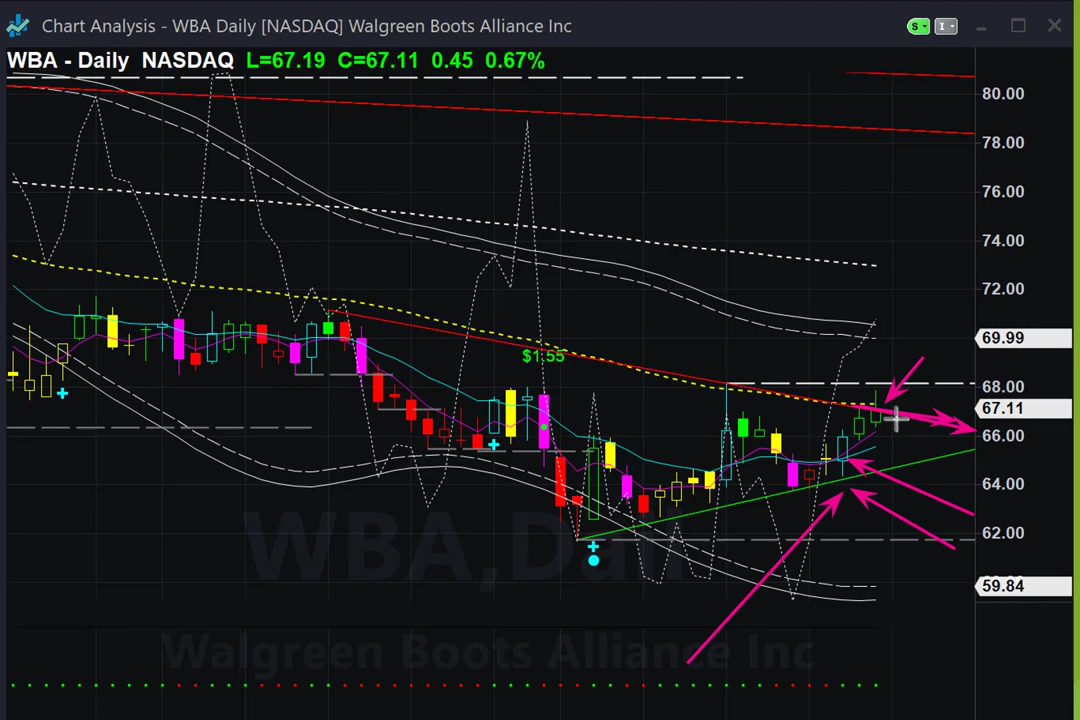 Chart Analysis - WBA Daily [NASDAQ] Walgreen Boots Alliance Inc
S
I
WBA - Daily NASDAQ L=67.19 C=67.11 0.45 0.67%
80.00
78.00
76.00
74.00
72.00
69.99
$1.55
68.00
67.11
66.00
64.00
62.00
WBA,Daily
59.84
Walgreen Boots Alliance Inc